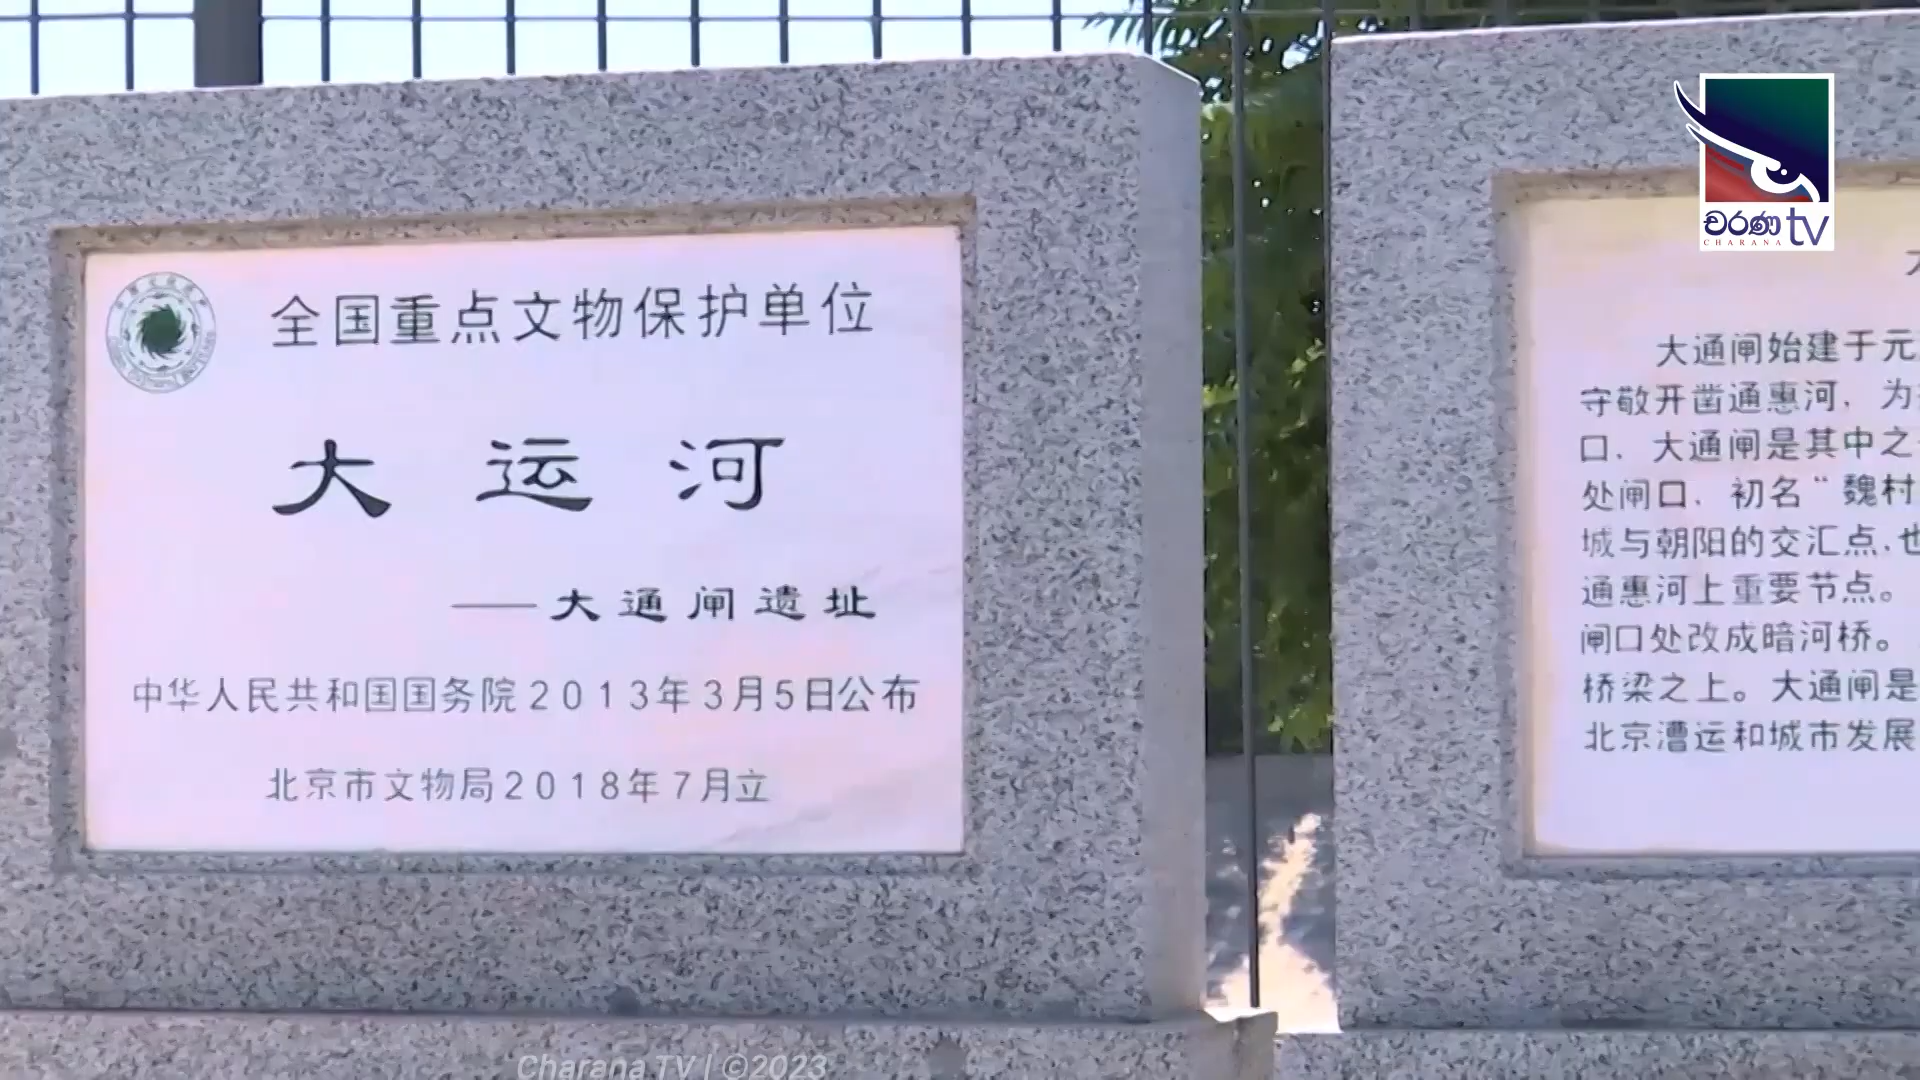 全国重点文物保护单位
大运河
——大通闸遗址
中华人民共和国国务院2013年3月5日公布
北京市文物局2018年7月立
大通闸始建于元
守敬开凿通惠河，为
口，大通闸是其中之
处闸口，初名“魏村
城与朝阳的交汇点，也
通惠河上重要节点。
闸口处改成暗河桥。
桥梁之上。大通闸是
北京漕运和城市发展
චරණ tv
CHARANA
Charana TV | ©2023